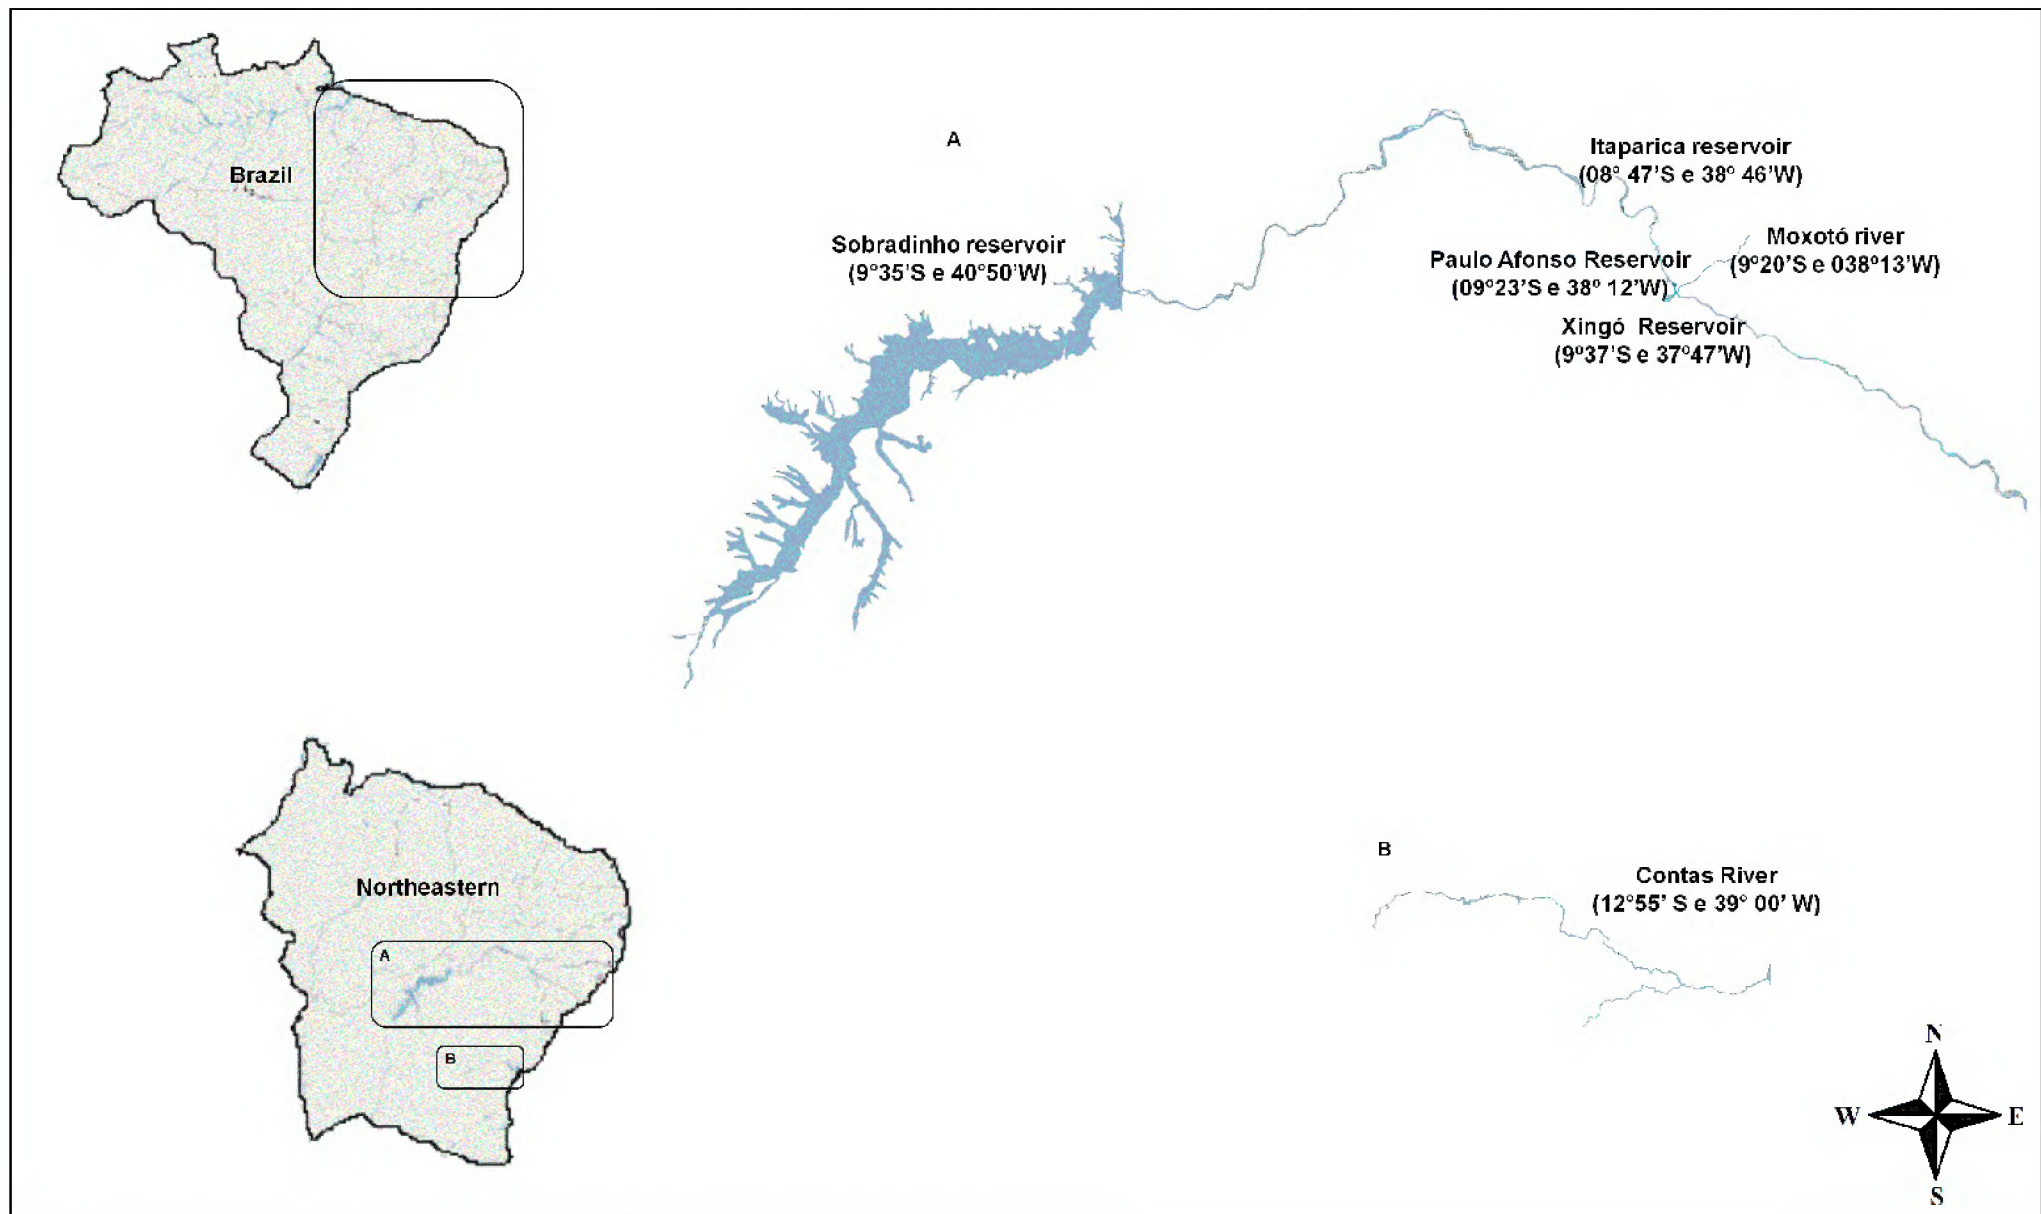 Brazil
A
Sobradinho reservoir
(9°35'S e 40°50'W)
Itaparica reservoir
(08° 47'S e 38° 46'W)
Moxotó river
(9°20'S e 038°13'W)
Paulo Afonso Reservoir
(09°23'S e 38° 12'W)
Xingó Reservoir
(9°37'S e 37°47'W)
Northeastern
A
B
B
Contas River
(12°55' S e 39° 00' W)
N
W
E
S